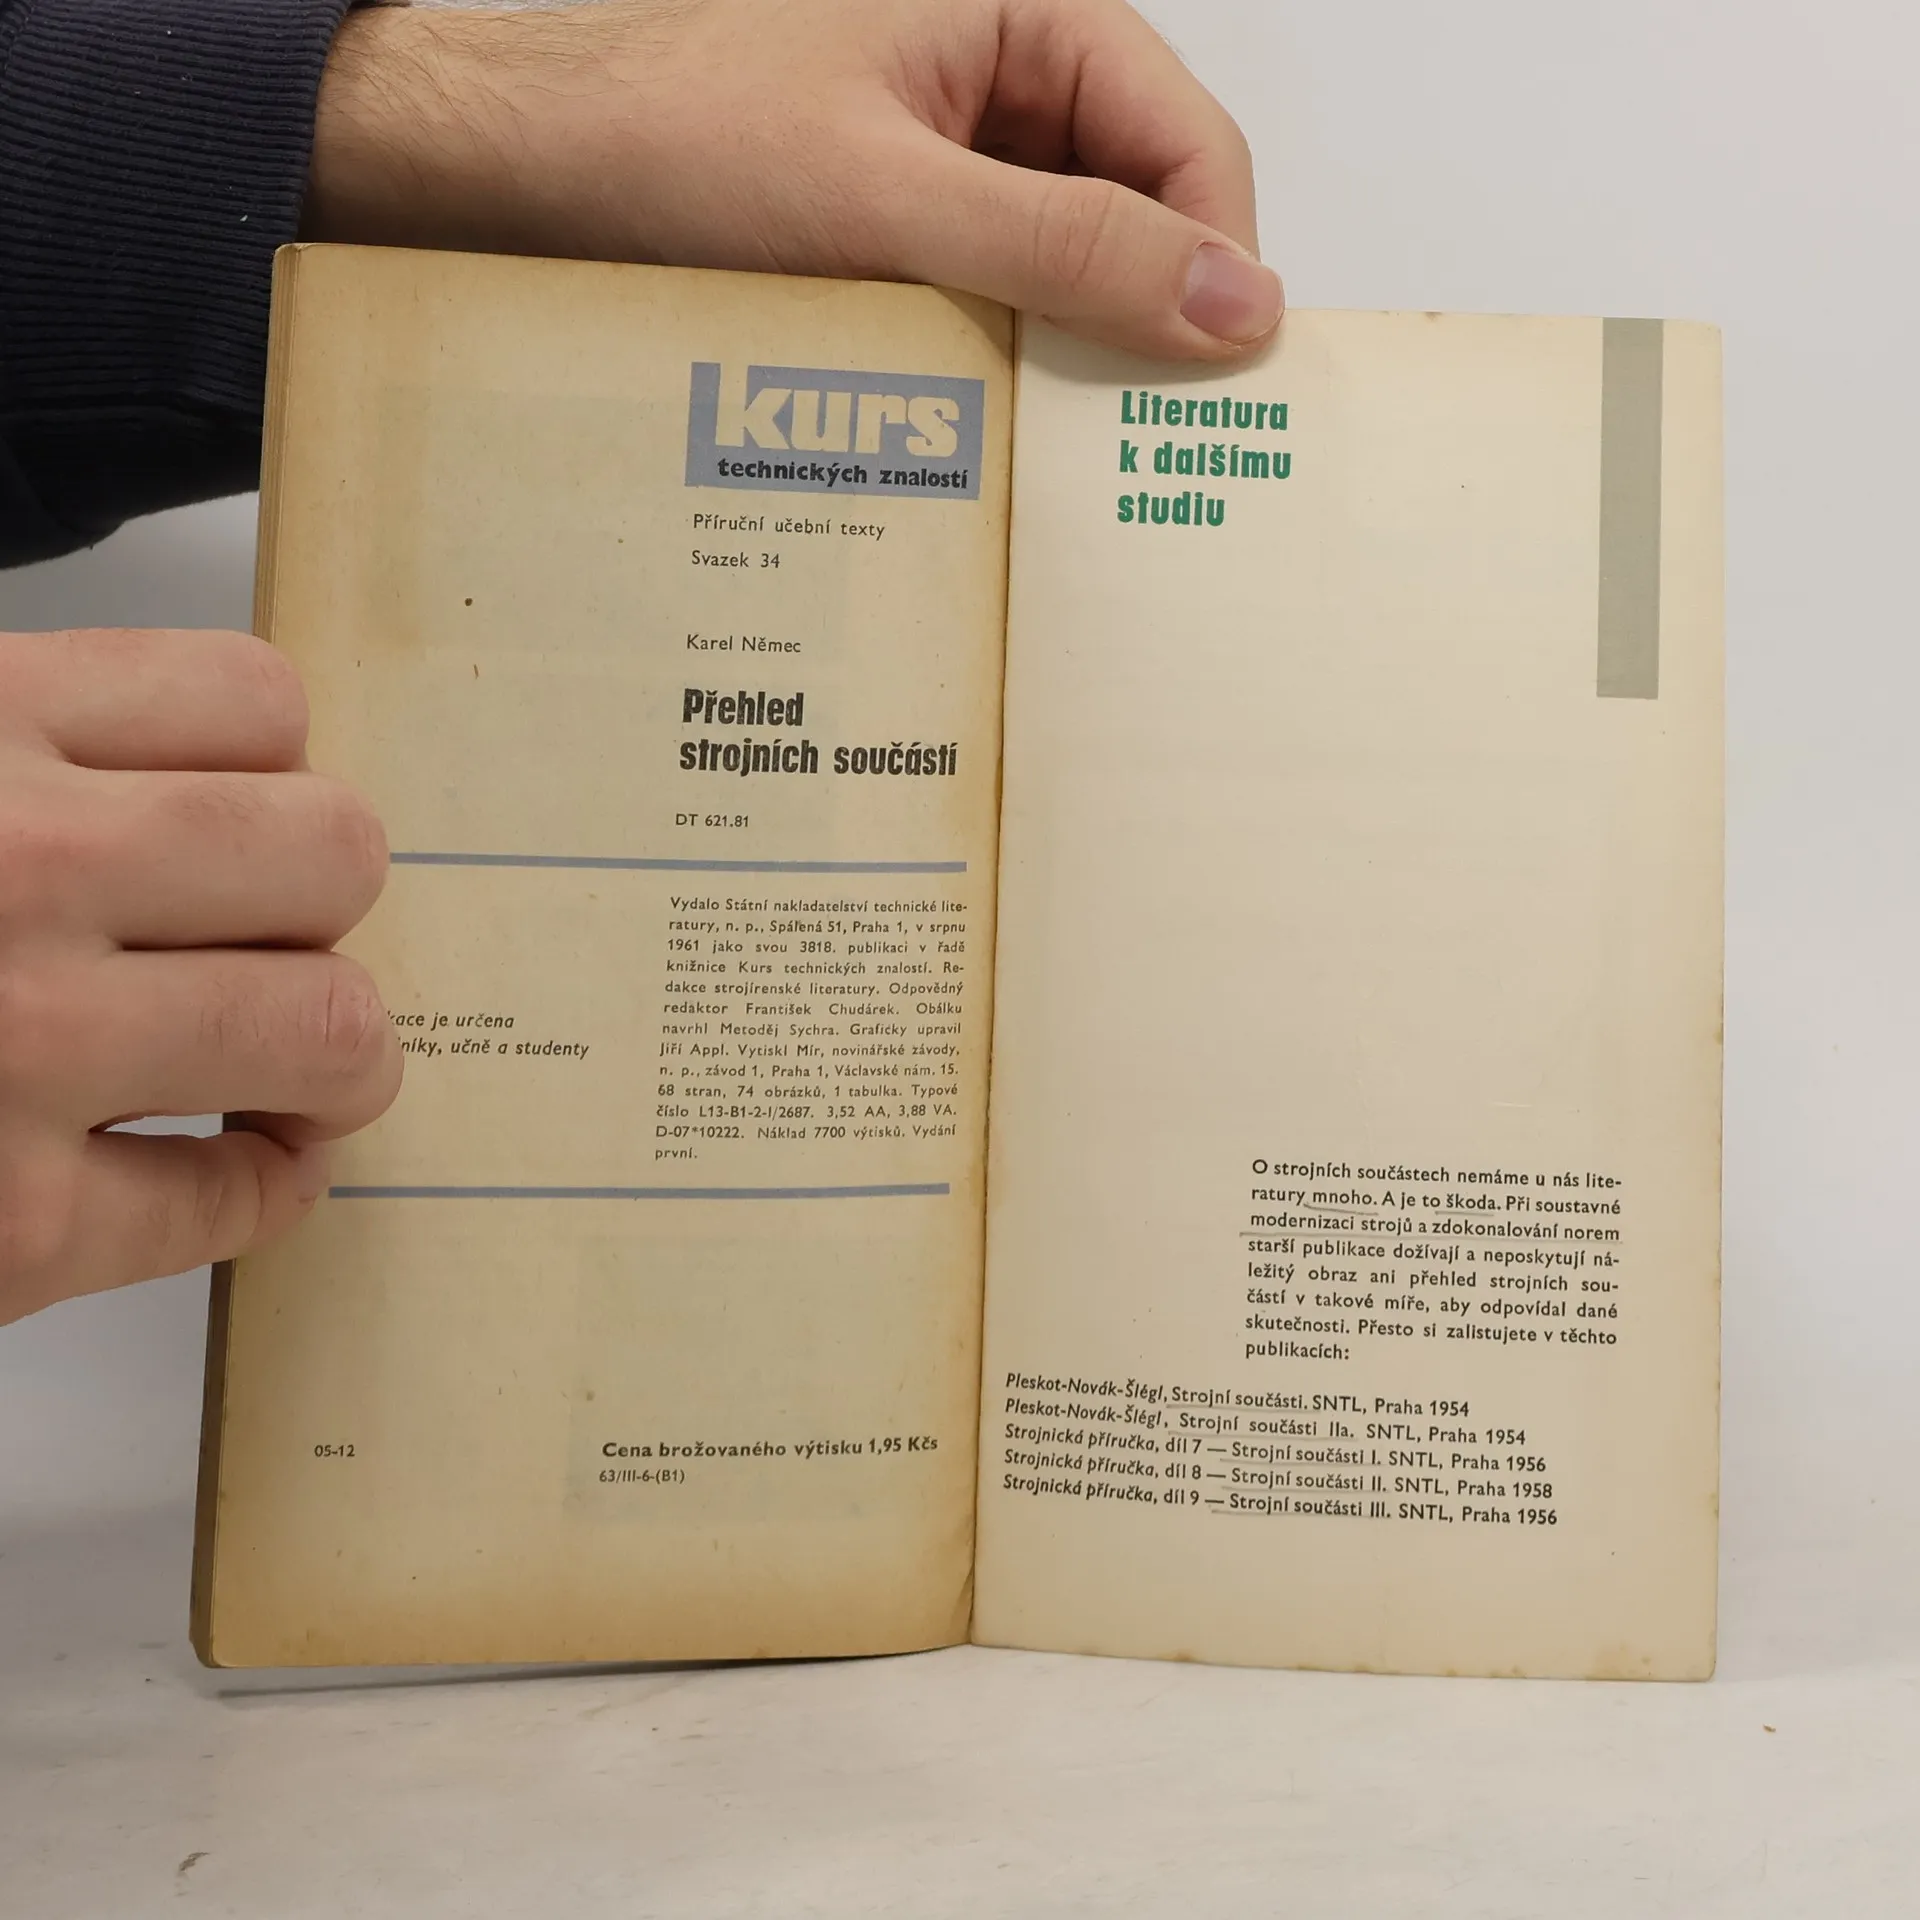 kurs
technických znalostí
Příruční učební texty
Svazek 34
Karel Němec
Přehled
strojních součástí
DT 621.81
Vydalo Státní nakladatelství technické lite-
ratury, n. p., Spálená 51, Praha 1, v srpnu
1961 jako svou 3818. publikaci v řadě
knižnice Kurs technických znalostí. Re-
dakce strojírenské literatury. Odpovědný
redaktor František Chudárek. Obálku
navrhl Metoděj Sychra. Graficky upravil
Jiří Appl. Vytiskl Mír, novinářské závody,
n. p., závod 1, Praha 1, Václavské nám. 15.
68 stran, 74 obrázků, 1 tabulka. Typové
číslo L13-B1-2-I/2687. 3,52 AA, 3,88 VA.
D-07*10222. Náklad 7700 výtisků. Vydání
první.
je určena
učně a studenty
05-12
Cena brožovaného výtisku 1,95 Kčs
63/III-6-(B1)
Literatura
k dalšímu
studiu
O strojních součástech nemáme u nás lite-
ratury mnoho. A je to škoda. Při soustavné
modernizaci strojů a zdokonalování norem
starší publikace dožívají a neposkytují ná-
ležitý obraz ani přehled strojních sou-
částí v takové míře, aby odpovídal dané
skutečnosti. Přesto si zalistujete v těchto
publikacích:
Pleskot-Novák-Šlégl, Strojní součásti. SNTL, Praha 1954
Pleskot-Novák-Šlégl, Strojní součásti IIa. SNTL, Praha 1954
Strojnická příručka, díl 7 — Strojní součásti I. SNTL, Praha 1956
Strojnická příručka, díl 8 — Strojní součásti II. SNTL, Praha 1958
Strojnická příručka, díl 9 — Strojní součásti III. SNTL, Praha 1956